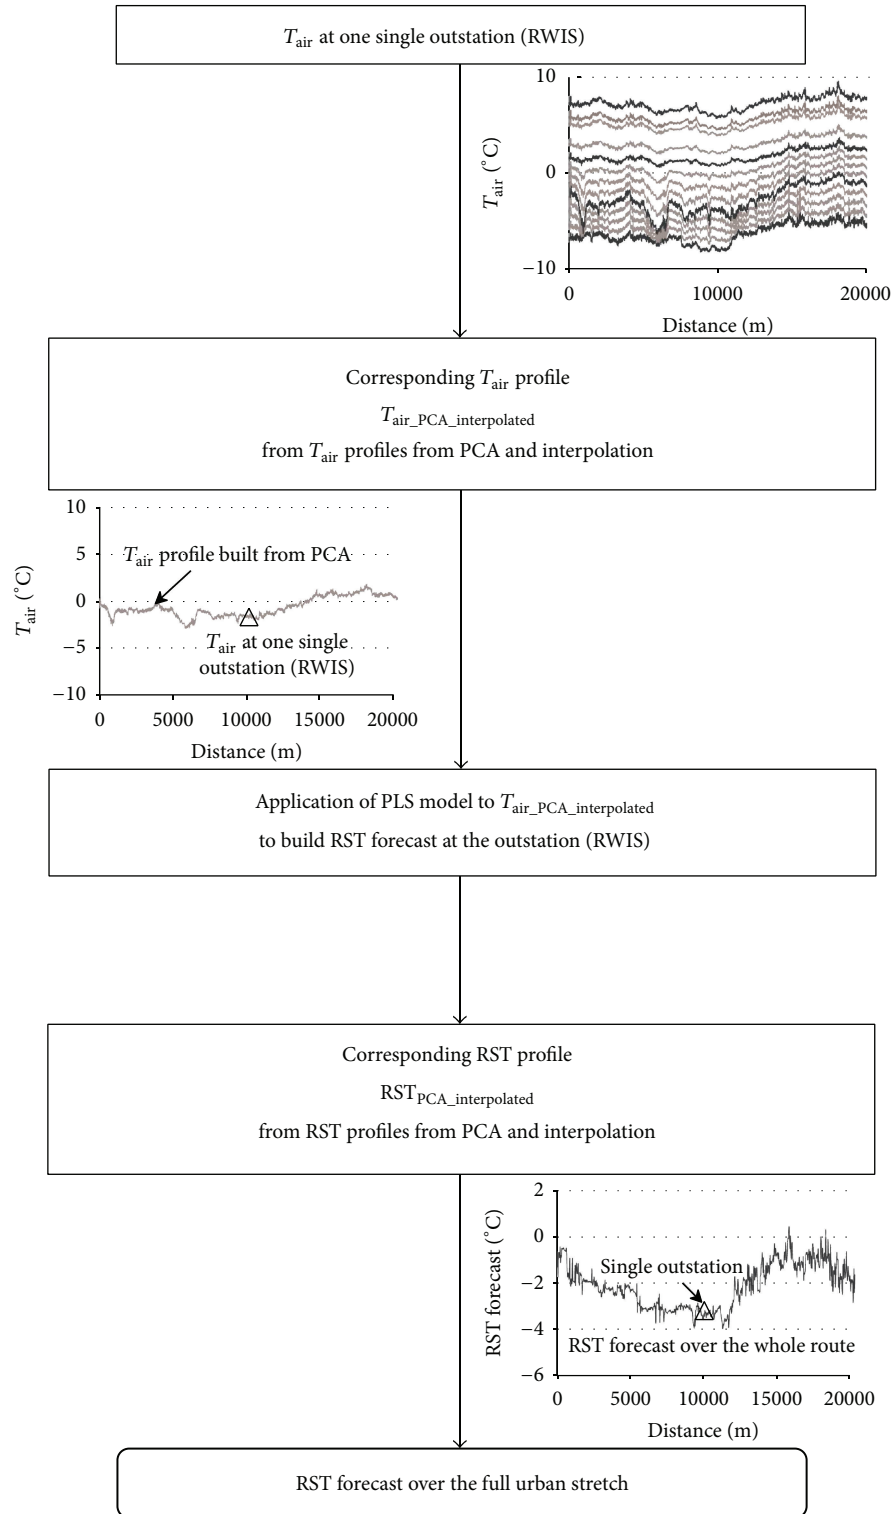 T_air at one single outstation (RWIS)
10
0
−10
T_air (°C)
0 10000 20000
Distance (m)
Corresponding T_air profile
T_air_PCA_interpolated
from T_air profiles from PCA and interpolation
10
5
0
−5
−10
T_air (°C)
T_air profile built from PCA
T_air at one single
outstation (RWIS)
0 5000 10000 15000 20000
Distance (m)
Application of PLS model to T_air_PCA_interpolated
to build RST forecast at the outstation (RWIS)
Corresponding RST profile
RST_PCA_interpolated
from RST profiles from PCA and interpolation
2
0
−2
−4
−6
RST forecast (°C)
Single outstation
RST forecast over the whole route
0 5000 10000 15000 20000
Distance (m)
RST forecast over the full urban stretch